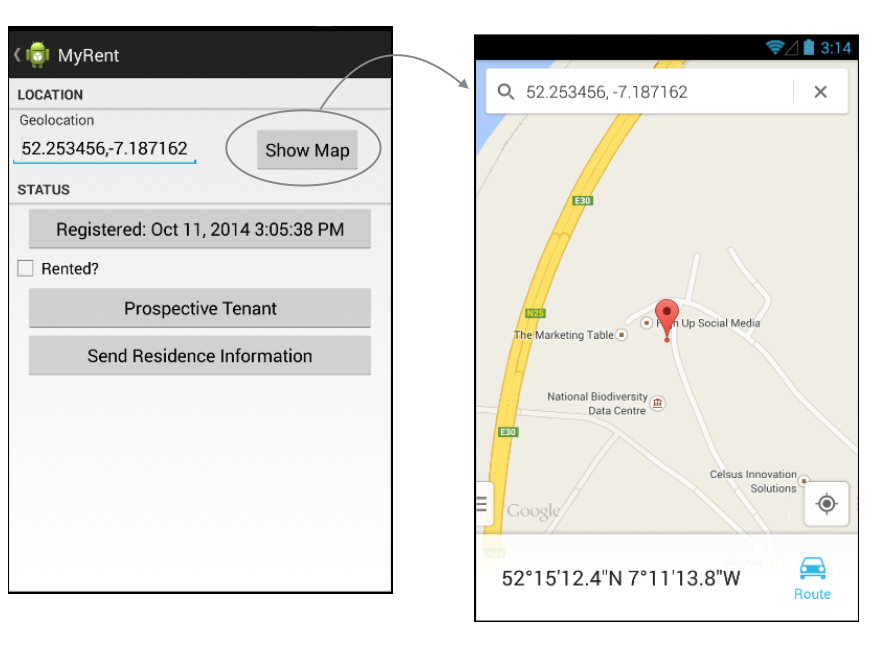 MyRent
LOCATION
Geolocation
52.253456,-7.187162
Show Map
STATUS
Registered: Oct 11, 2014 3:05:38 PM
Rented?
Prospective Tenant
Send Residence Information
3:14
52.253456, -7.187162
E30
N25
The Marketing Table
Up Social Media
National Biodiversity
Data Centre
E30
Celsus Innovation
Solutions
Google
52°15'12.4"N 7°11'13.8"W
Route